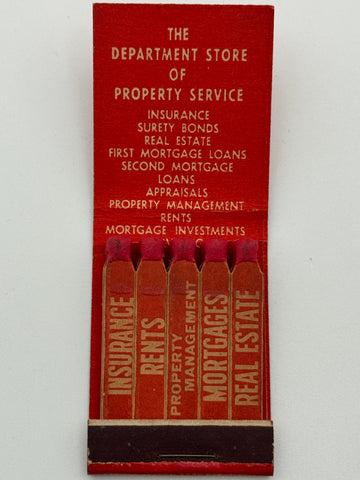 THE
DEPARTMENT STORE
OF
PROPERTY SERVICE
INSURANCE
SURETY BONDS
REAL ESTATE
FIRST MORTGAGE LOANS
SECOND MORTGAGE
LOANS
APPRAISALS
PROPERTY MANAGEMENT
RENTS
MORTGAGE INVESTMENTS
INSURANCE
RENTS
PROPERTY
MANAGEMENT
MORTGAGES
REAL ESTATE